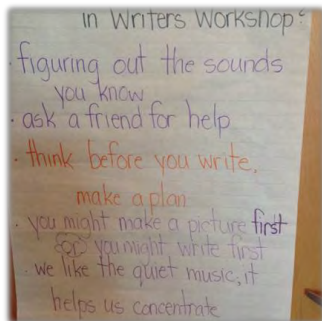 in Writers Workshop?
· figuring out the sounds
you know
· ask a friend for help
· think before you write,
make a plan
· you might make a picture first
(or) you might write first
· we like the quiet music, it
helps us concentrate